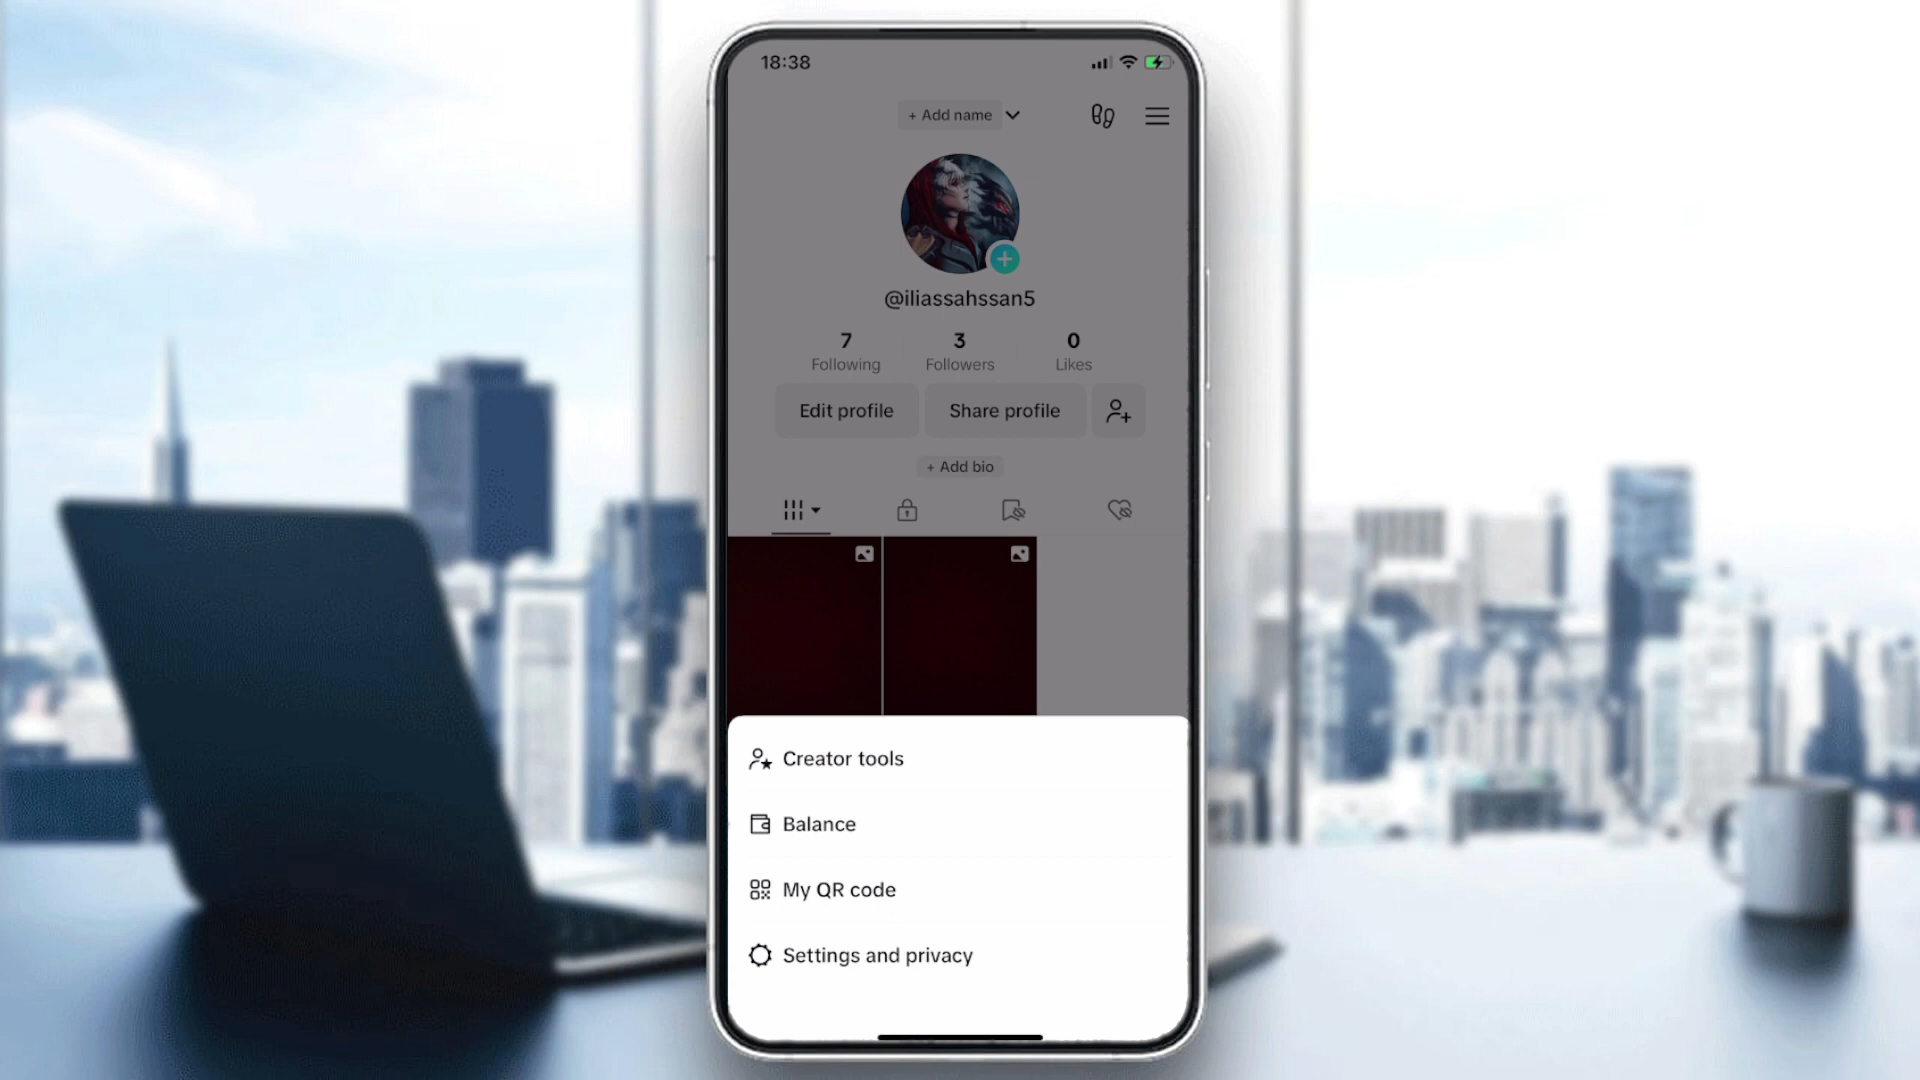 18:38
+ Add name
@iliassahssan5
7 3 0
Following Followers Likes
Edit profile Share profile
+ Add bio
Creator tools
Balance
My QR code
Settings and privacy